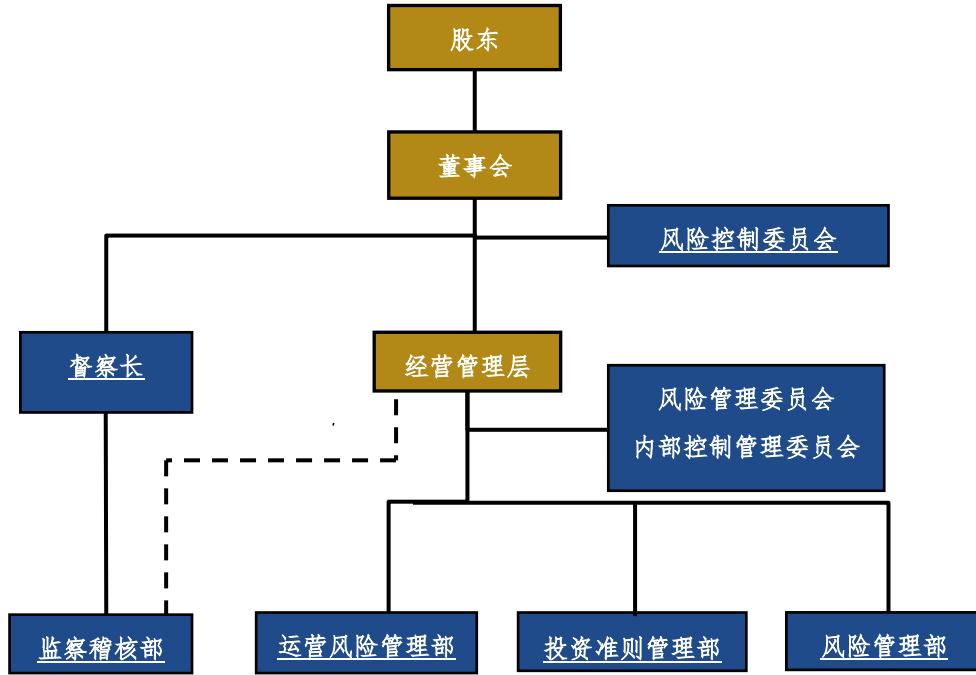 股东
董事会
风险控制委员会
督察长
经营管理层
风险管理委员会
内部控制管理委员会
监察稽核部
运营风险管理部
投资准则管理部
风险管理部